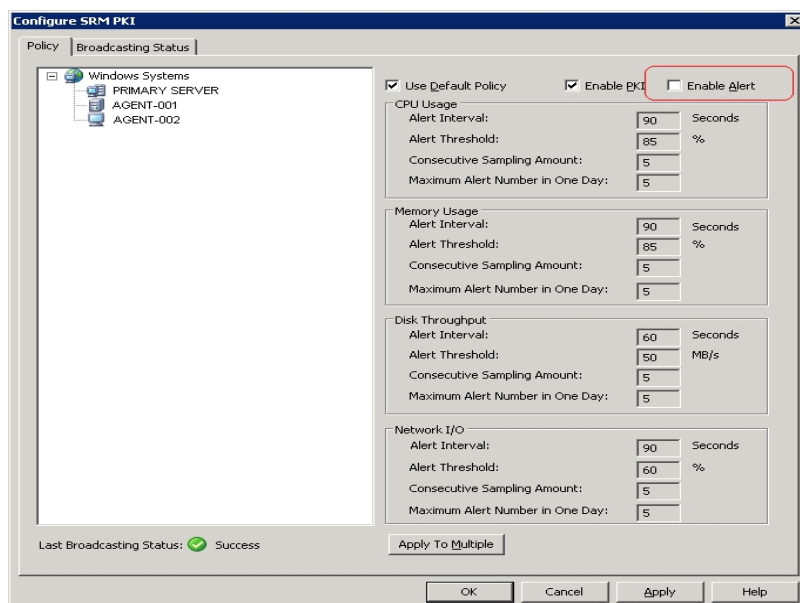 Configure SRM PKI
Policy
Broadcasting Status
Windows Systems
PRIMARY SERVER
AGENT-001
AGENT-002
Last Broadcasting Status: Success
Use Default Policy
Enable PKI
Enable Alert
CPU Usage
Alert Interval: 90 Seconds
Alert Threshold: 85 %
Consecutive Sampling Amount: 5
Maximum Alert Number in One Day: 5
Memory Usage
Alert Interval: 90 Seconds
Alert Threshold: 85 %
Consecutive Sampling Amount: 5
Maximum Alert Number in One Day: 5
Disk Throughput
Alert Interval: 60 Seconds
Alert Threshold: 50 MB/s
Consecutive Sampling Amount: 5
Maximum Alert Number in One Day: 5
Network I/O
Alert Interval: 90 Seconds
Alert Threshold: 60 %
Consecutive Sampling Amount: 5
Maximum Alert Number in One Day: 5
Apply To Multiple
OK
Cancel
Apply
Help